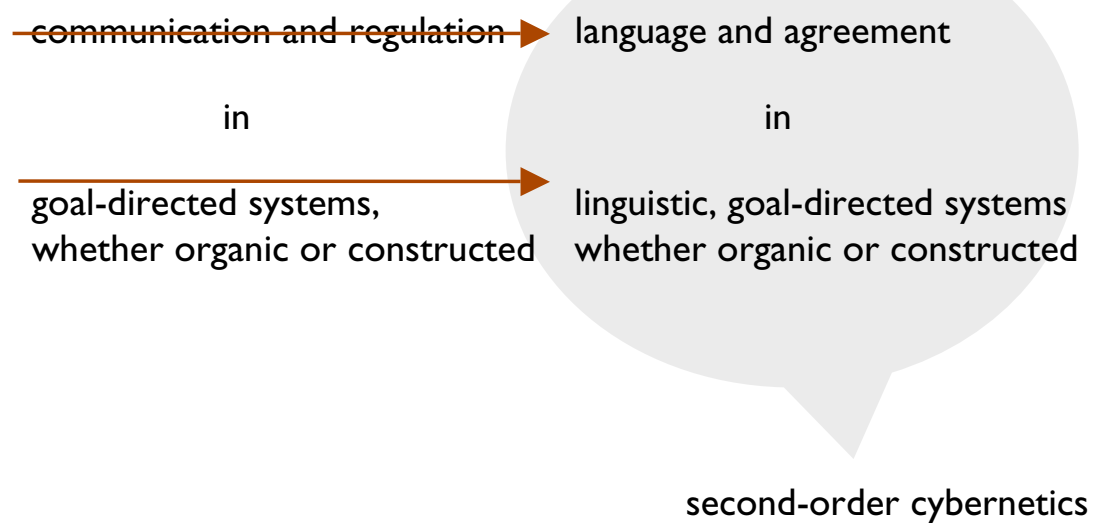 communication and regulation
in
goal-directed systems,
whether organic or constructed
language and agreement
in
linguistic, goal-directed systems
whether organic or constructed
second-order cybernetics